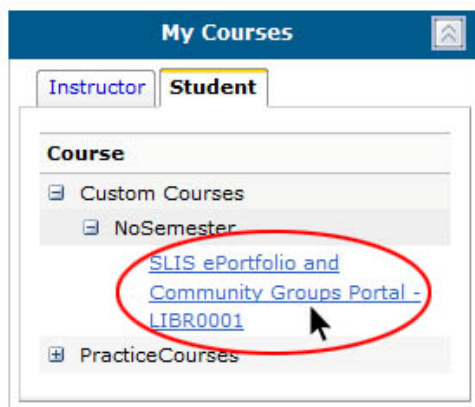 My Courses
Instructor Student
Course
Custom Courses
NoSemester
SLIS ePortfolio and
Community Groups Portal -
LIBR0001
PracticeCourses